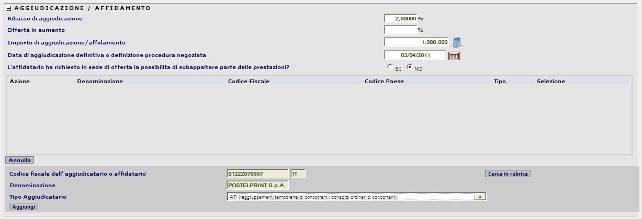 AGGIUDICAZIONE / AFFIDAMENTO
Ribasso di aggiudicazione 2,00000 %
Offerta in aumento %
Importo di aggiudicazione/affidamento 1.900,000
Data di aggiudicazione definitiva o definizione procedura negoziata 03/04/2011
L'affidatario ha richiesto in sede di offerta la possibilità di subappaltare parte delle prestazioni? SI NO
Azione Denominazione Codice Fiscale Codice Paese Tipo Selezione
Annulla
Codice fiscale dell'aggiudicatario o affidatario 01222070557 IT Cerca in rubrica
Denominazione POSTELPRINT S.p.A.
Tipo Aggiudicatario ATI (raggruppamenti temporanei di concorrenti; consorzi ordinari di concorrenti)
Aggiungi